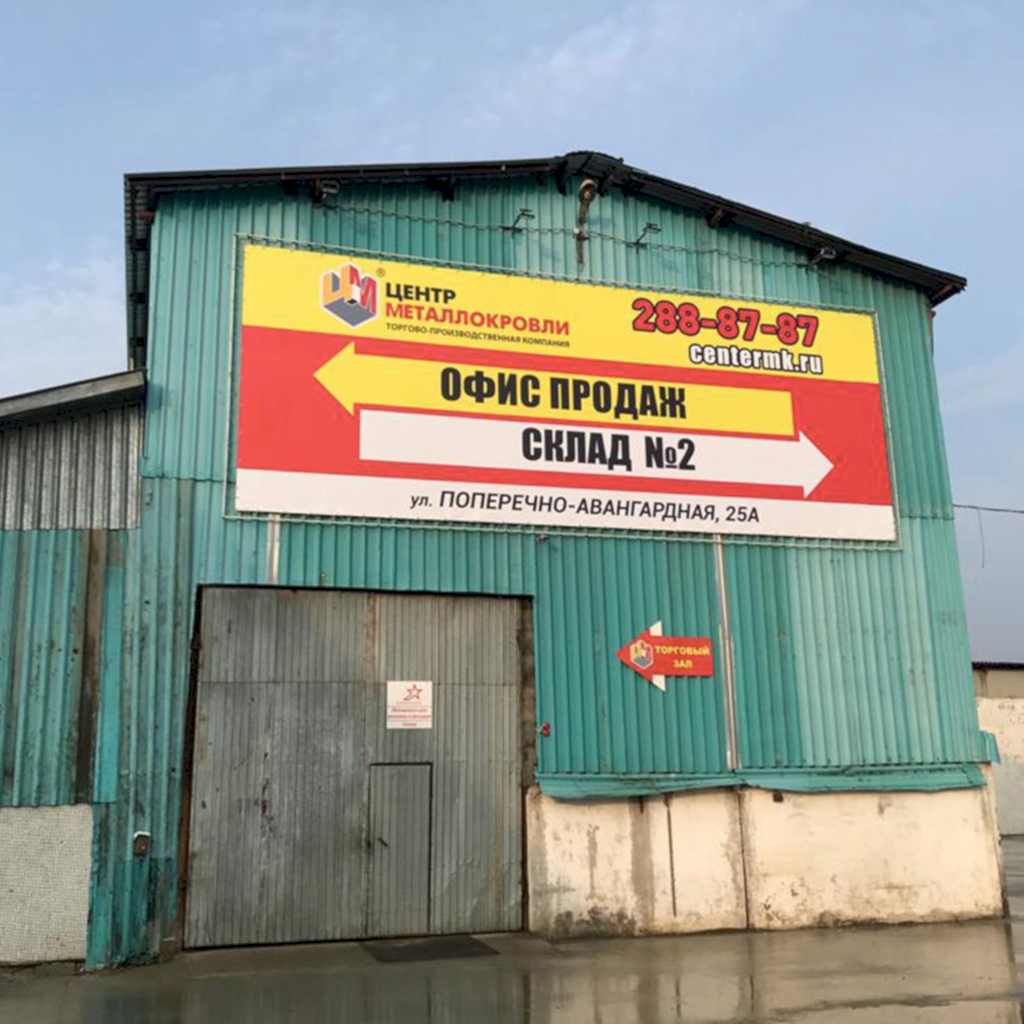 ЦМ®
ЦЕНТР
МЕТАЛЛОКРОВЛИ
ТОРГОВО-ПРОИЗВОДСТВЕННАЯ КОМПАНИЯ
288-87-87
centermk.ru
ОФИС ПРОДАЖ
СКЛАД №2
ул. ПОПЕРЕЧНО-АВАНГАРДНАЯ, 25А
ТОРГОВЫЙ
ЗАЛ